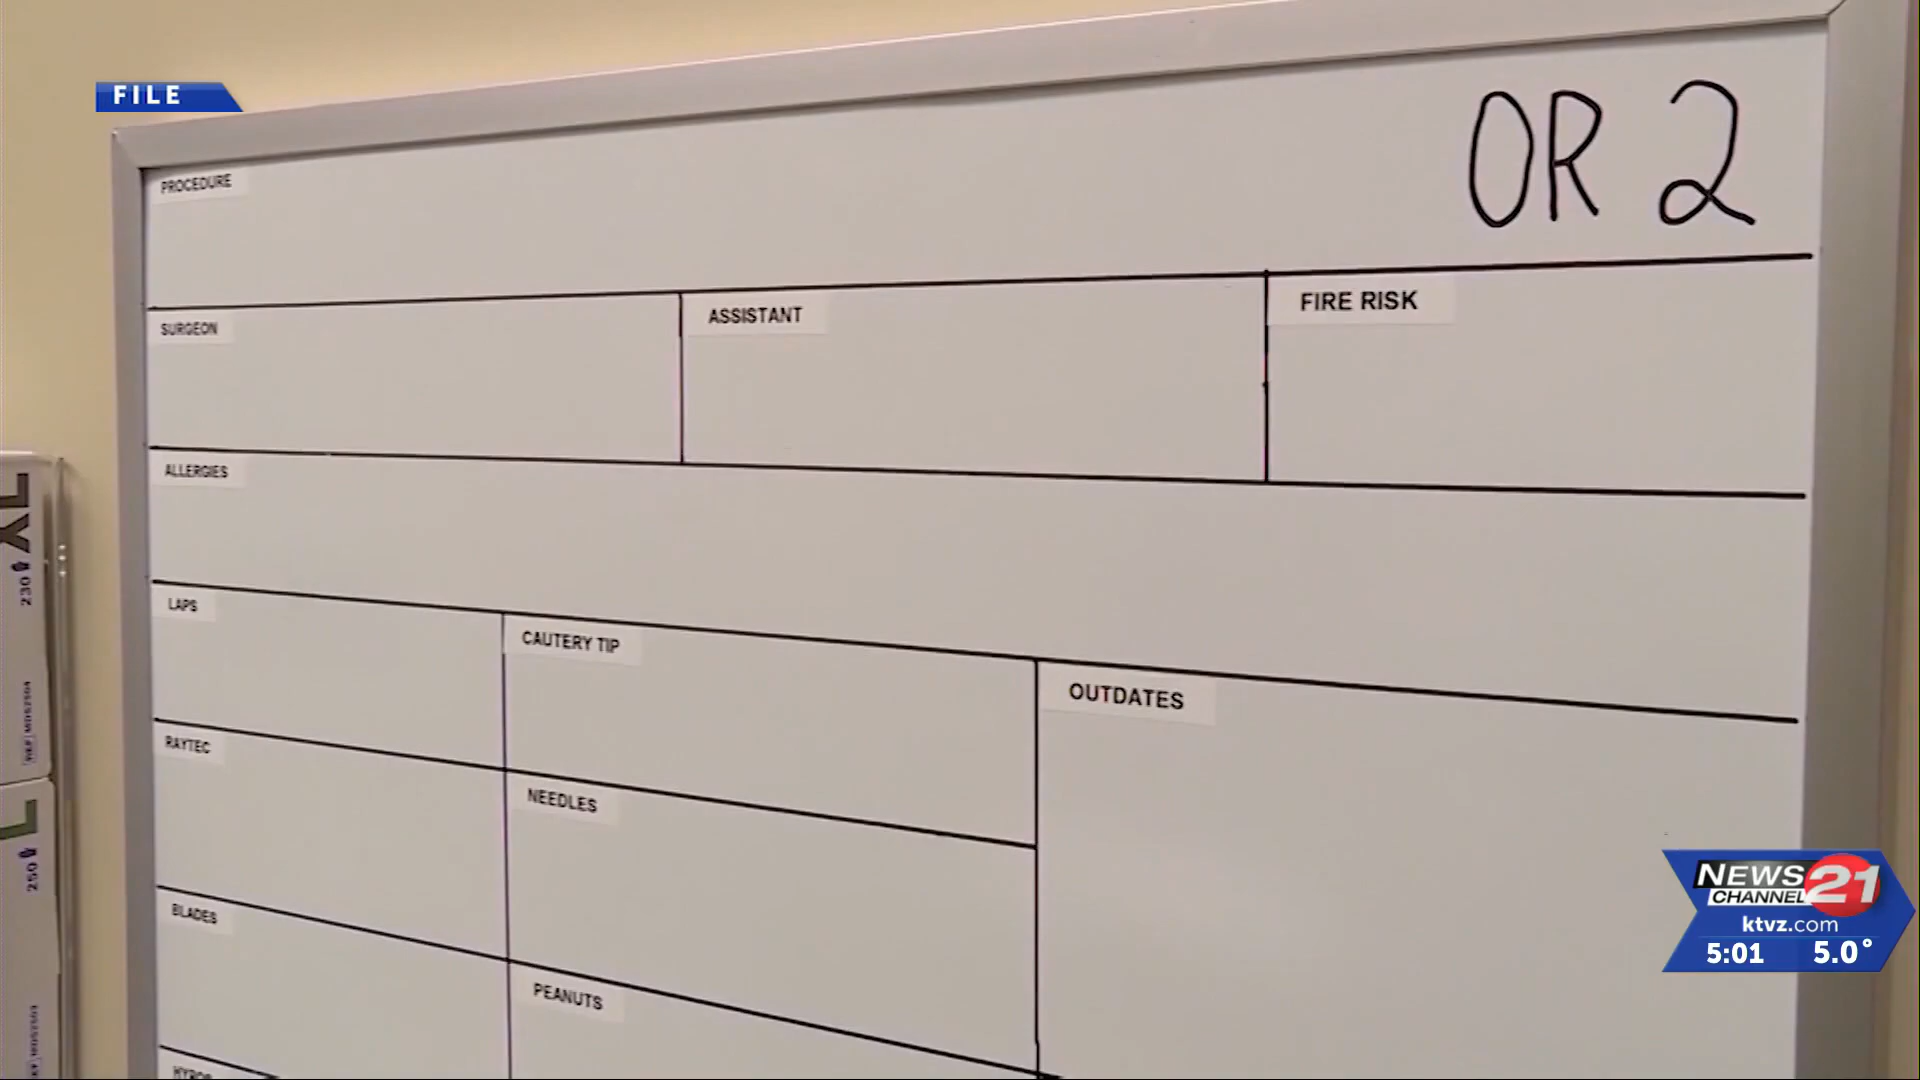 FILE
OR 2
PROCEDURE
SURGEON
ASSISTANT
FIRE RISK
ALLERGIES
LAPS
CAUTERY TIP
OUTDATES
RAYTEC
NEEDLES
BLADES
PEANUTS
230
250
NEWS
CHANNEL 21
ktvz.com
5:01 5.0°